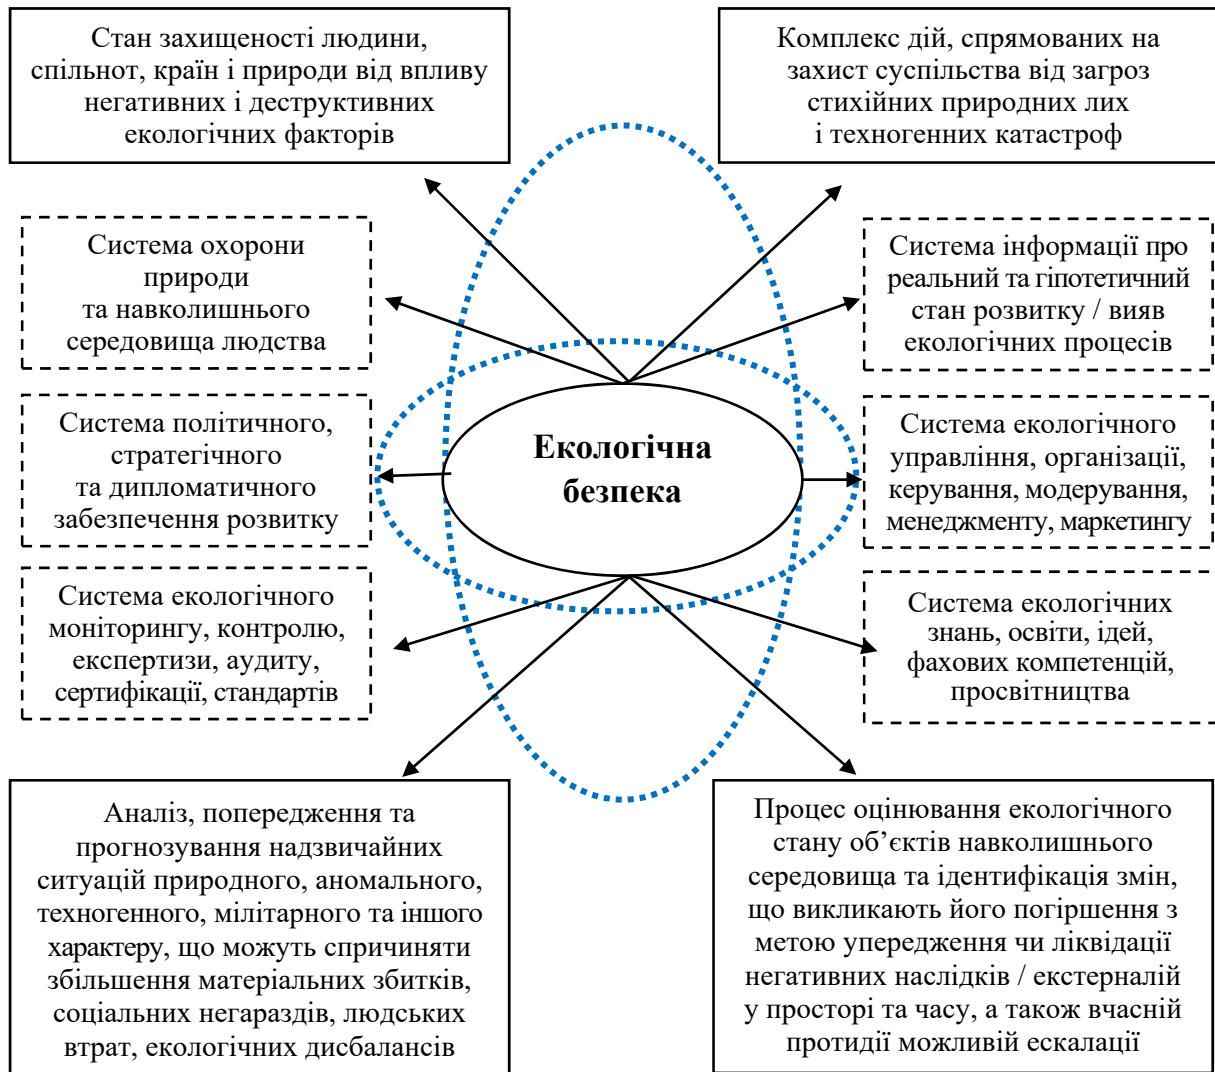 Стан захищеності людини,
спільнот, країн і природи від впливу
негативних і деструктивних
екологічних факторів
Комплекс дій, спрямованих на
захист суспільства від загроз
стихійних природних лих
і техногенних катастроф
Система охорони
природи
та навколишнього
середовища людства
Система інформації про
реальний та гіпотетичний
стан розвитку / вияв
екологічних процесів
Система політичного,
стратегічного
та дипломатичного
забезпечення розвитку
Екологічна
безпека
Система екологічного
управління, організації,
керування, модерування,
менеджменту, маркетингу
Система екологічного
моніторингу, контролю,
експертизи, аудиту,
сертифікації, стандартів
Система екологічних
знань, освіти, ідей,
фахових компетенцій,
просвітництва
Аналіз, попередження та
прогнозування надзвичайних
ситуацій природного, аномального,
техногенного, мілітарного та іншого
характеру, що можуть спричиняти
збільшення матеріальних збитків,
соціальних негараздів, людських
втрат, екологічних дисбалансів
Процес оцінювання екологічного
стану об’єктів навколишнього
середовища та ідентифікація змін,
що викликають його погіршення з
метою упередження чи ліквідації
негативних наслідків / екстерналій
у просторі та часу, а також вчасній
протидії можливій ескалації